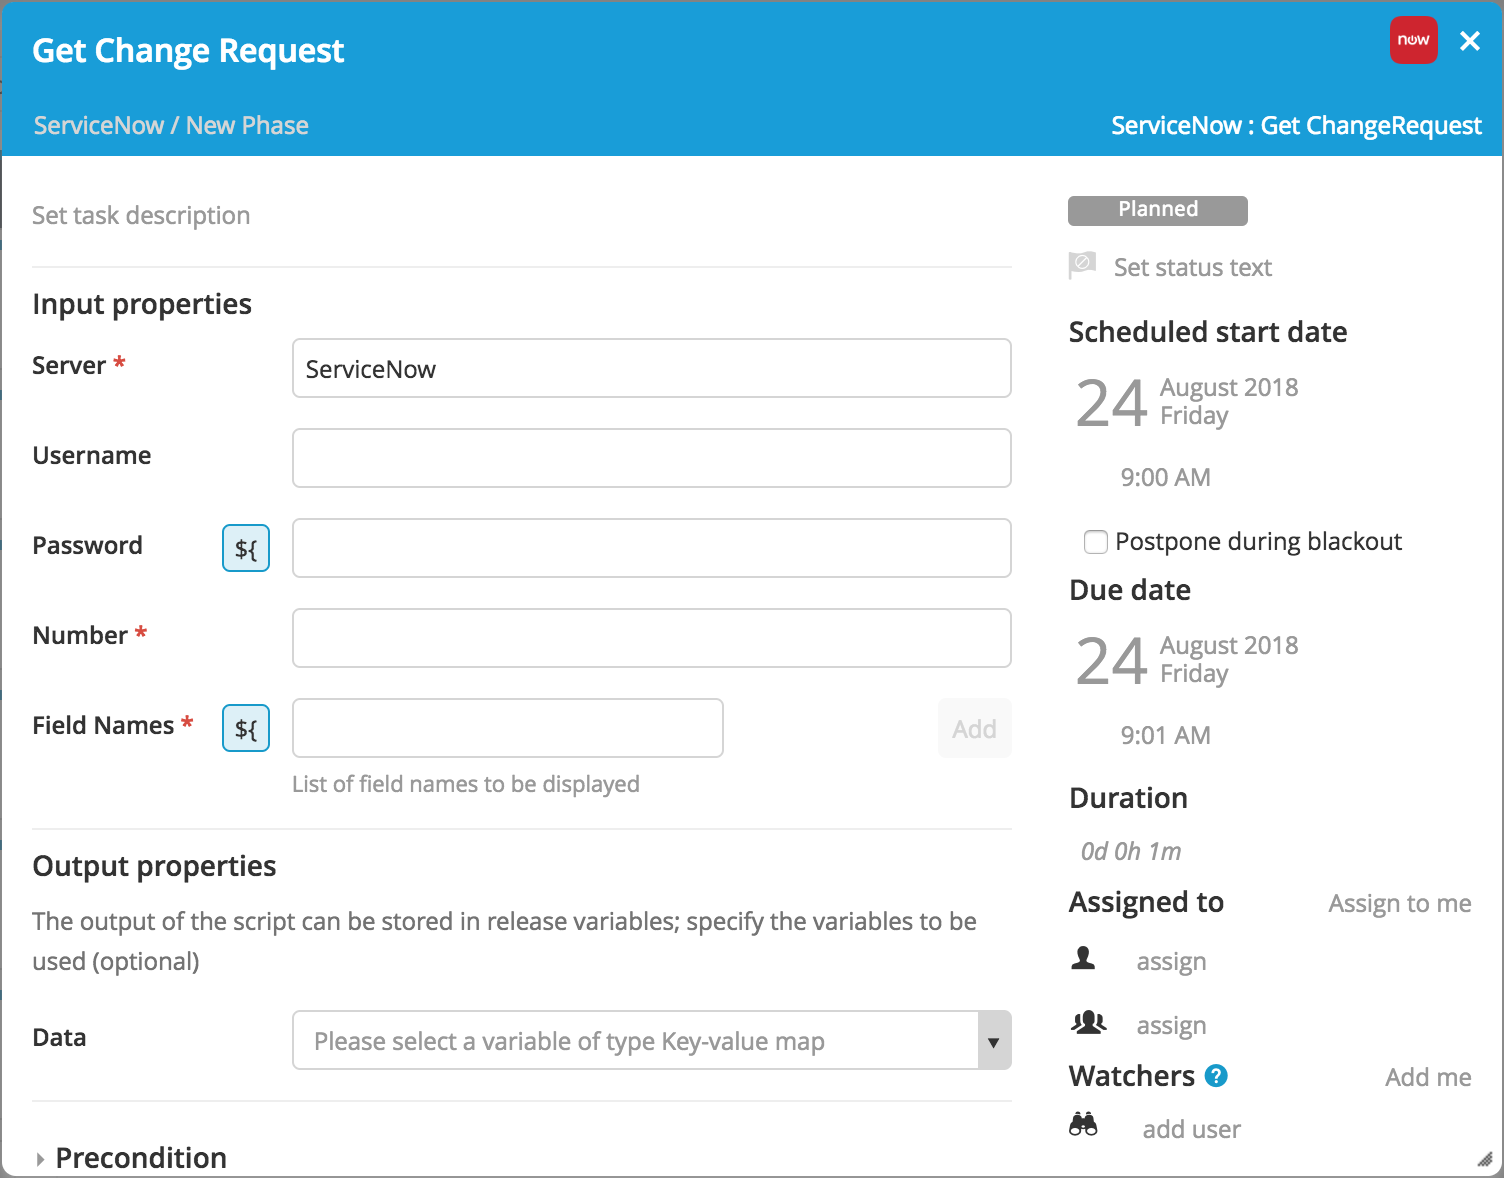 Get Change Request
now
ServiceNow / New Phase
ServiceNow : Get ChangeRequest
Set task description
Input properties
Server *
ServiceNow
Username
Password
${
Number *
Field Names *
${
Add
List of field names to be displayed
Output properties
The output of the script can be stored in release variables; specify the variables to be
used (optional)
Data
Please select a variable of type Key-value map
Precondition
Planned
Set status text
Scheduled start date
24
August 2018
Friday
9:00 AM
Postpone during blackout
Due date
24
August 2018
Friday
9:01 AM
Duration
0d 0h 1m
Assigned to
Assign to me
assign
assign
Watchers ?
Add me
add user